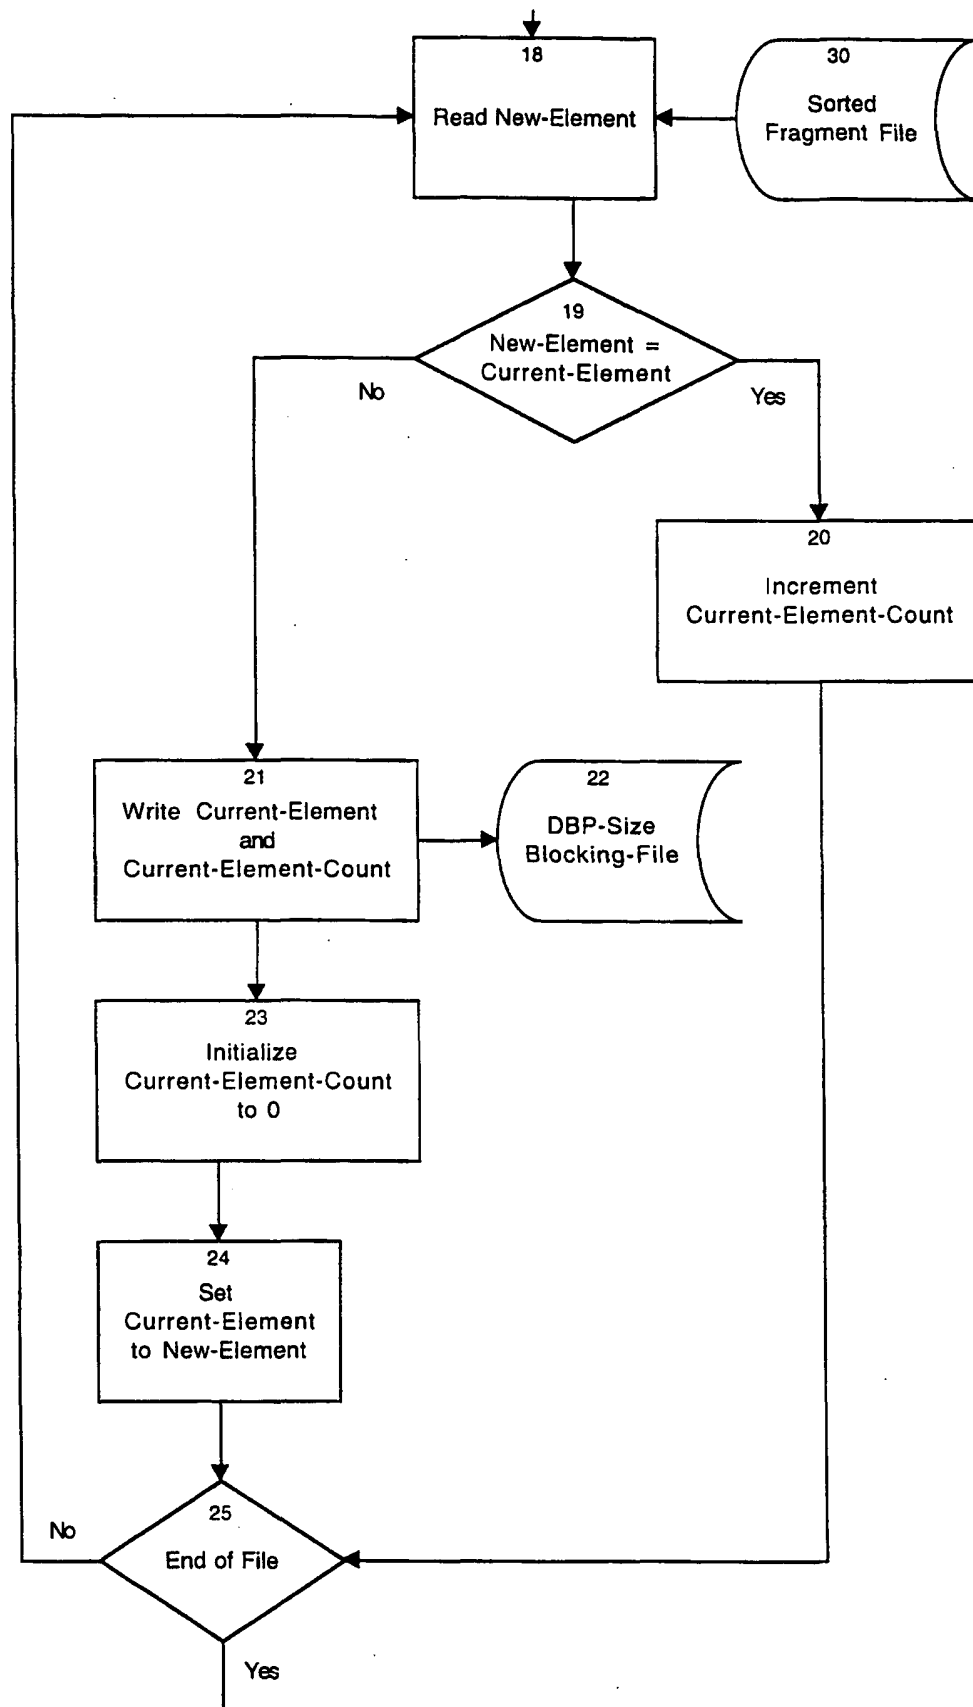 18
Read New-Element
30
Sorted
Fragment File
19
New-Element =
Current-Element
No
Yes
20
Increment
Current-Element-Count
21
Write Current-Element
and
Current-Element-Count
22
DBP-Size
Blocking-File
23
Initialize
Current-Element-Count
to 0
24
Set
Current-Element
to New-Element
25
End of File
No
Yes